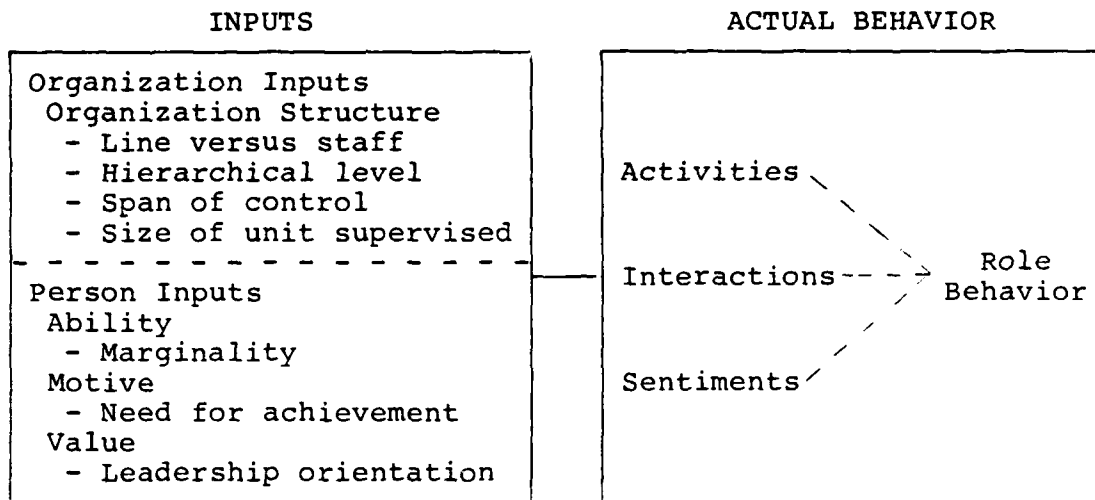 INPUTS
Organization Inputs
Organization Structure
- Line versus staff
- Hierarchical level
- Span of control
- Size of unit supervised
Person Inputs
Ability
- Marginality
Motive
- Need for achievement
Value
- Leadership orientation
ACTUAL BEHAVIOR
Activities
Interactions
Sentiments
Role
Behavior